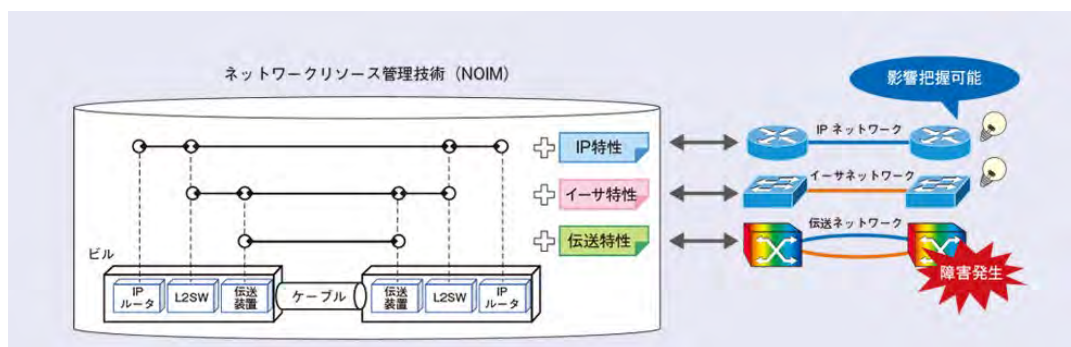 ネットワークリソース管理技術（NOIM）
影響把握可能
IP特性
IP ネットワーク
イーサ特性
イーサネットワーク
伝送特性
伝送ネットワーク
障害発生
ビル
IP
ルータ
L2SW
伝送
装置
ケーブル
伝送
装置
L2SW
IP
ルータ